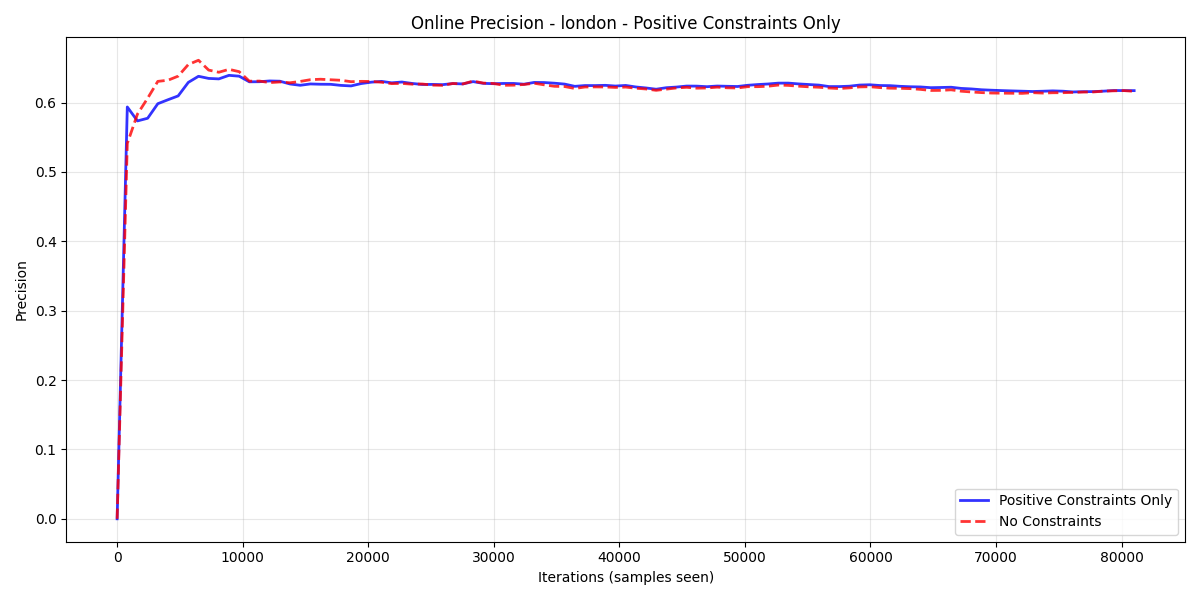 Online Precision - london - Positive Constraints Only
Precision
0.6
0.5
0.4
0.3
0.2
0.1
0.0
0 10000 20000 30000 40000 50000 60000 70000 80000
Iterations (samples seen)
Positive Constraints Only
No Constraints